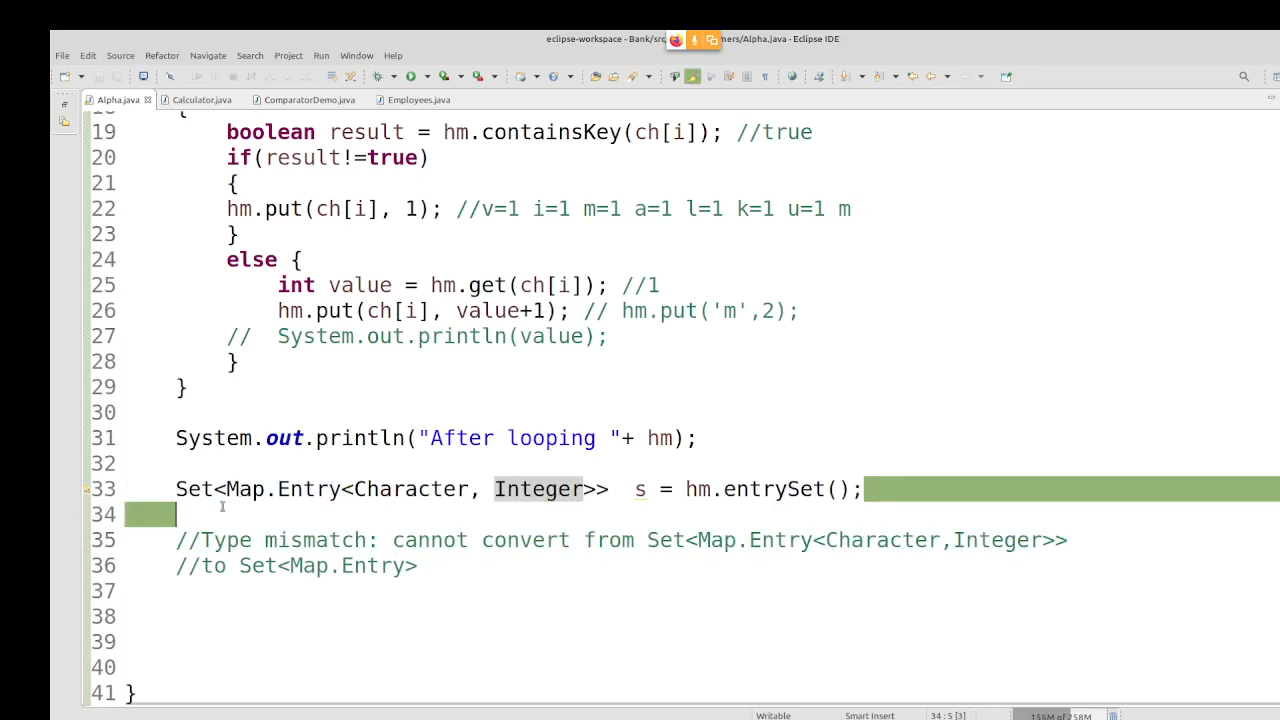 eclipse-workspace - Bank/src mers/Alpha.java - Eclipse IDE
File Edit Source Refactor Navigate Search Project Run Window Help
Alpha.java Calculator.java ComparatorDemo.java Employees.java
18 {
19 boolean result = hm.containsKey(ch[i]); //true
20 if(result!=true)
21 {
22 hm.put(ch[i], 1); //v=1 i=1 m=1 a=1 l=1 k=1 u=1 m
23 }
24 else {
25 int value = hm.get(ch[i]); //1
26 hm.put(ch[i], value+1); // hm.put('m',2);
27 // System.out.println(value);
28 }
29 }
30
31 System.out.println("After looping "+ hm);
32
33 Set<Map.Entry<Character, Integer>> s = hm.entrySet();
34
35 //Type mismatch: cannot convert from Set<Map.Entry<Character,Integer>>
36 //to Set<Map.Entry>
37
38
39
40
41 }
Writable Smart Insert 34 : 5 [3] 158M of 258M